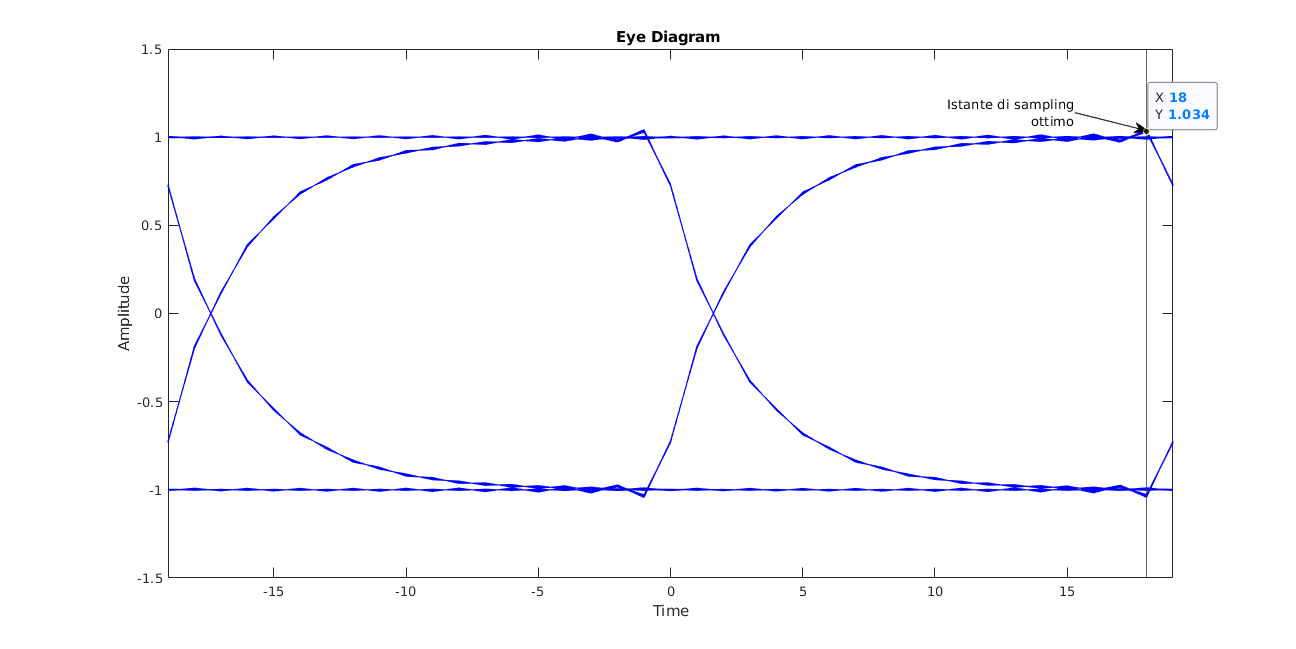 Eye Diagram
1.5
1
0.5
0
-0.5
-1
-1.5
Amplitude
Istante di sampling
ottimo
X 18
Y 1.034
-15 -10 -5 0 5 10 15
Time